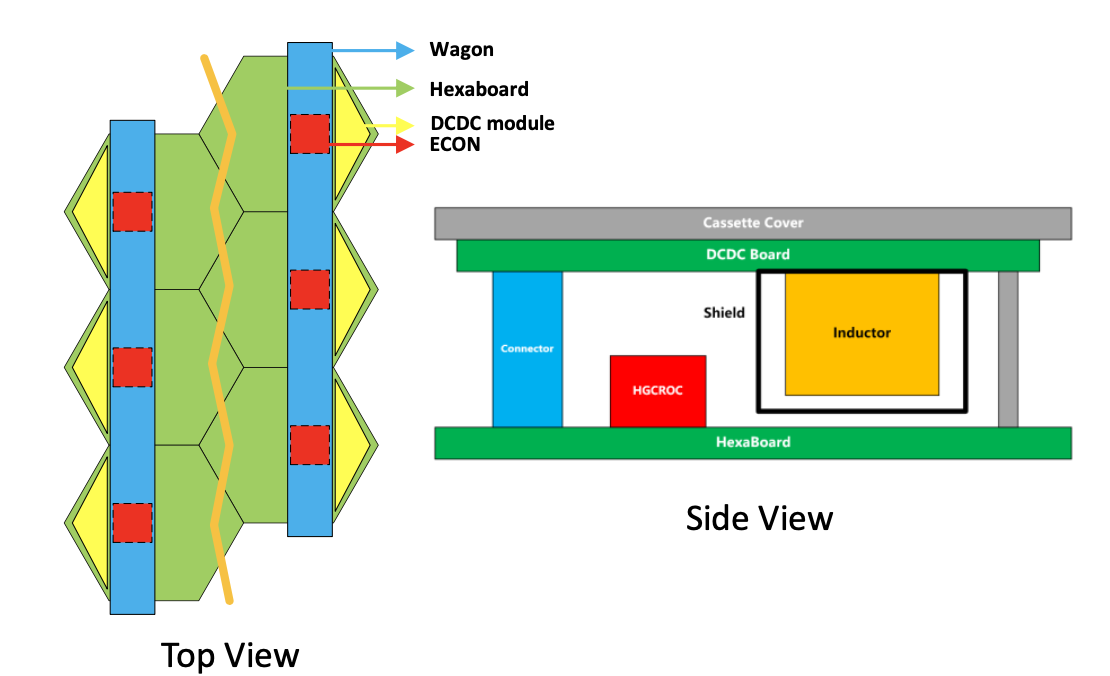 Wagon
Hexaboard
DCDC module
ECON
Cassette Cover
DCDC Board
Shield
Inductor
Connector
HGCROC
HexaBoard
Side View
Top View